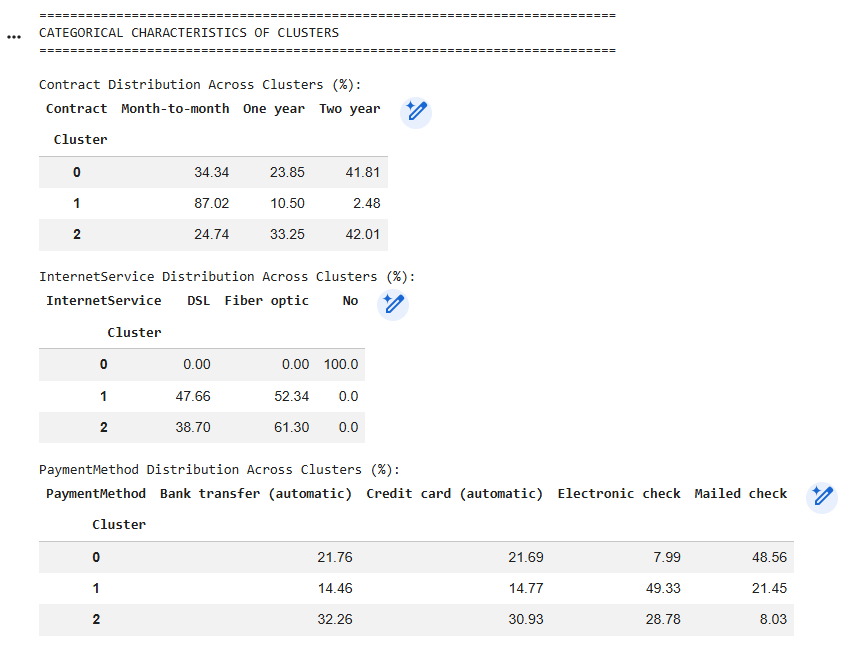 ================================================================================
CATEGORICAL CHARACTERISTICS OF CLUSTERS
================================================================================
Contract Distribution Across Clusters (%):
Contract Month-to-month One year Two year
Cluster
0 34.34 23.85 41.81
1 87.02 10.50 2.48
2 24.74 33.25 42.01
InternetService Distribution Across Clusters (%):
InternetService DSL Fiber optic No
Cluster
0 0.00 0.00 100.0
1 47.66 52.34 0.0
2 38.70 61.30 0.0
PaymentMethod Distribution Across Clusters (%):
PaymentMethod Bank transfer (automatic) Credit card (automatic) Electronic check Mailed check
Cluster
0 21.76 21.69 7.99 48.56
1 14.46 14.77 49.33 21.45
2 32.26 30.93 28.78 8.03